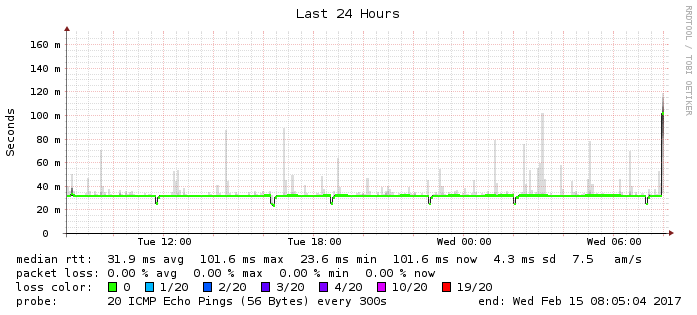 Last 24 Hours
RRDTOOL / TOBI OETIKER
Seconds
160 m
140 m
120 m
100 m
80 m
60 m
40 m
20 m
0
Tue 12:00 Tue 18:00 Wed 00:00 Wed 06:00
median rtt: 31.9 ms avg 101.6 ms max 23.6 ms min 101.6 ms now 4.3 ms sd 7.5 am/s
packet loss: 0.00 % avg 0.00 % max 0.00 % min 0.00 % now
loss color: 0 1/20 2/20 3/20 4/20 10/20 19/20
probe: 20 ICMP Echo Pings (56 Bytes) every 300s end: Wed Feb 15 08:05:04 2017